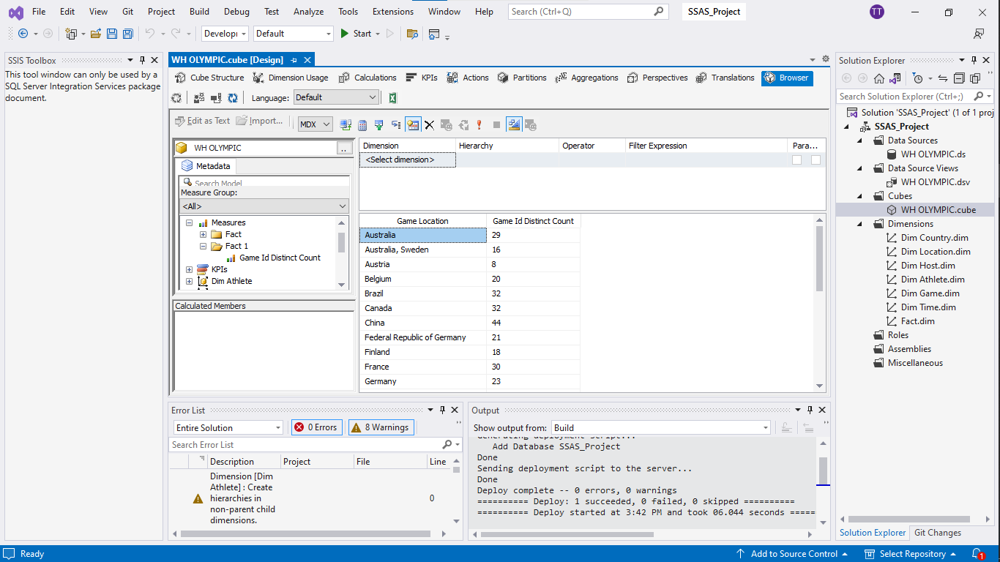 File Edit View Git Project Build Debug Test Analyze Tools Extensions Window Help Search (Ctrl+Q) SSAS_Project TT
Developı Default Start
SSIS Toolbox
This tool window can only be used by a
SQL Server Integration Services package
document.
WH OLYMPIC.cube [Design]
Cube Structure Dimension Usage Calculations KPIs Actions Partitions Aggregations Perspectives Translations Browser
Language: Default
Edit as Text Import... MDX
WH OLYMPIC ..
Metadata
Search Model
Measure Group:
<All>
Measures
Fact
Fact 1
Game Id Distinct Count
KPIs
Dim Athlete
Calculated Members
Dimension Hierarchy Operator Filter Expression Para...
<Select dimension>
Game Location Game Id Distinct Count
Australia 29
Australia, Sweden 16
Austria 8
Belgium 20
Brazil 32
Canada 32
China 44
Federal Republic of Germany 21
Finland 18
France 30
Germany 23
Error List
Entire Solution 0 Errors 8 Warnings
Search Error List
Description Project File Line
Dimension [Dim
Athlete] : Create
hierarchies in
non-parent child
dimensions.
0
Output
Show output from: Build
Generating deployment script...
Add Database SSAS_Project
Done
Sending deployment script to the server...
Done
Deploy complete -- 0 errors, 0 warnings
========== Deploy: 1 succeeded, 0 failed, 0 skipped ==========
========== Deploy started at 3:42 PM and took 06.044 seconds =====
Solution Explorer
Search Solution Explorer (Ctrl+;)
Solution 'SSAS_Project' (1 of 1 proj
SSAS_Project
Data Sources
WH OLYMPIC.ds
Data Source Views
WH OLYMPIC.dsv
Cubes
WH OLYMPIC.cube
Dimensions
Dim Country.dim
Dim Location.dim
Dim Host.dim
Dim Athlete.dim
Dim Game.dim
Dim Time.dim
Fact.dim
Roles
Assemblies
Miscellaneous
Solution Explorer Git Changes
Ready Add to Source Control Select Repository 1